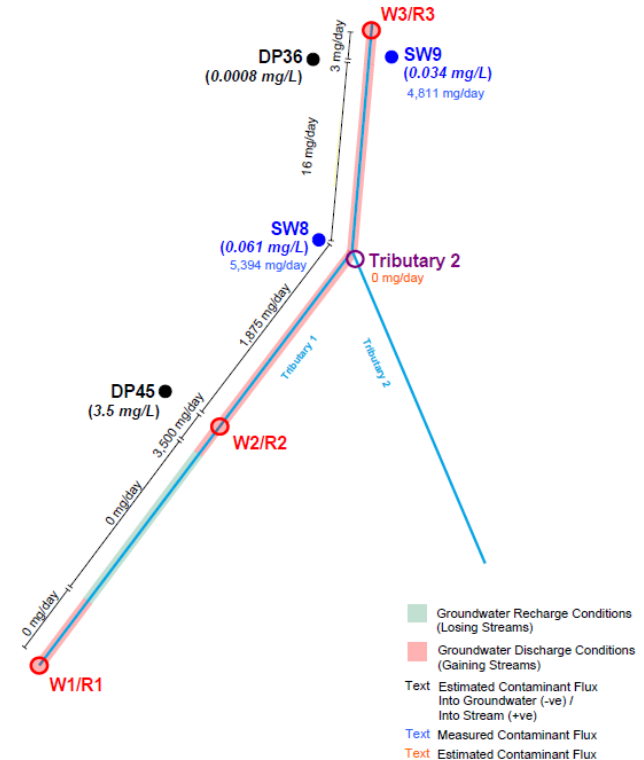 W3/R3
3 mg/day
DP36
(0.0008 mg/L)
SW9
(0.034 mg/L)
4,811 mg/day
16 mg/day
SW8
(0.061 mg/L)
5,394 mg/day
Tributary 2
0 mg/day
1,875 mg/day
Tributary 1
Tributary 2
DP45
(3.5 mg/L)
3,500 mg/day
W2/R2
0 mg/day
0 mg/day
W1/R1
Groundwater Recharge Conditions
(Losing Streams)
Groundwater Discharge Conditions
(Gaining Streams)
Text Estimated Contaminant Flux
Into Groundwater (-ve) /
Into Stream (+ve)
Text Measured Contaminant Flux
Text Estimated Contaminant Flux